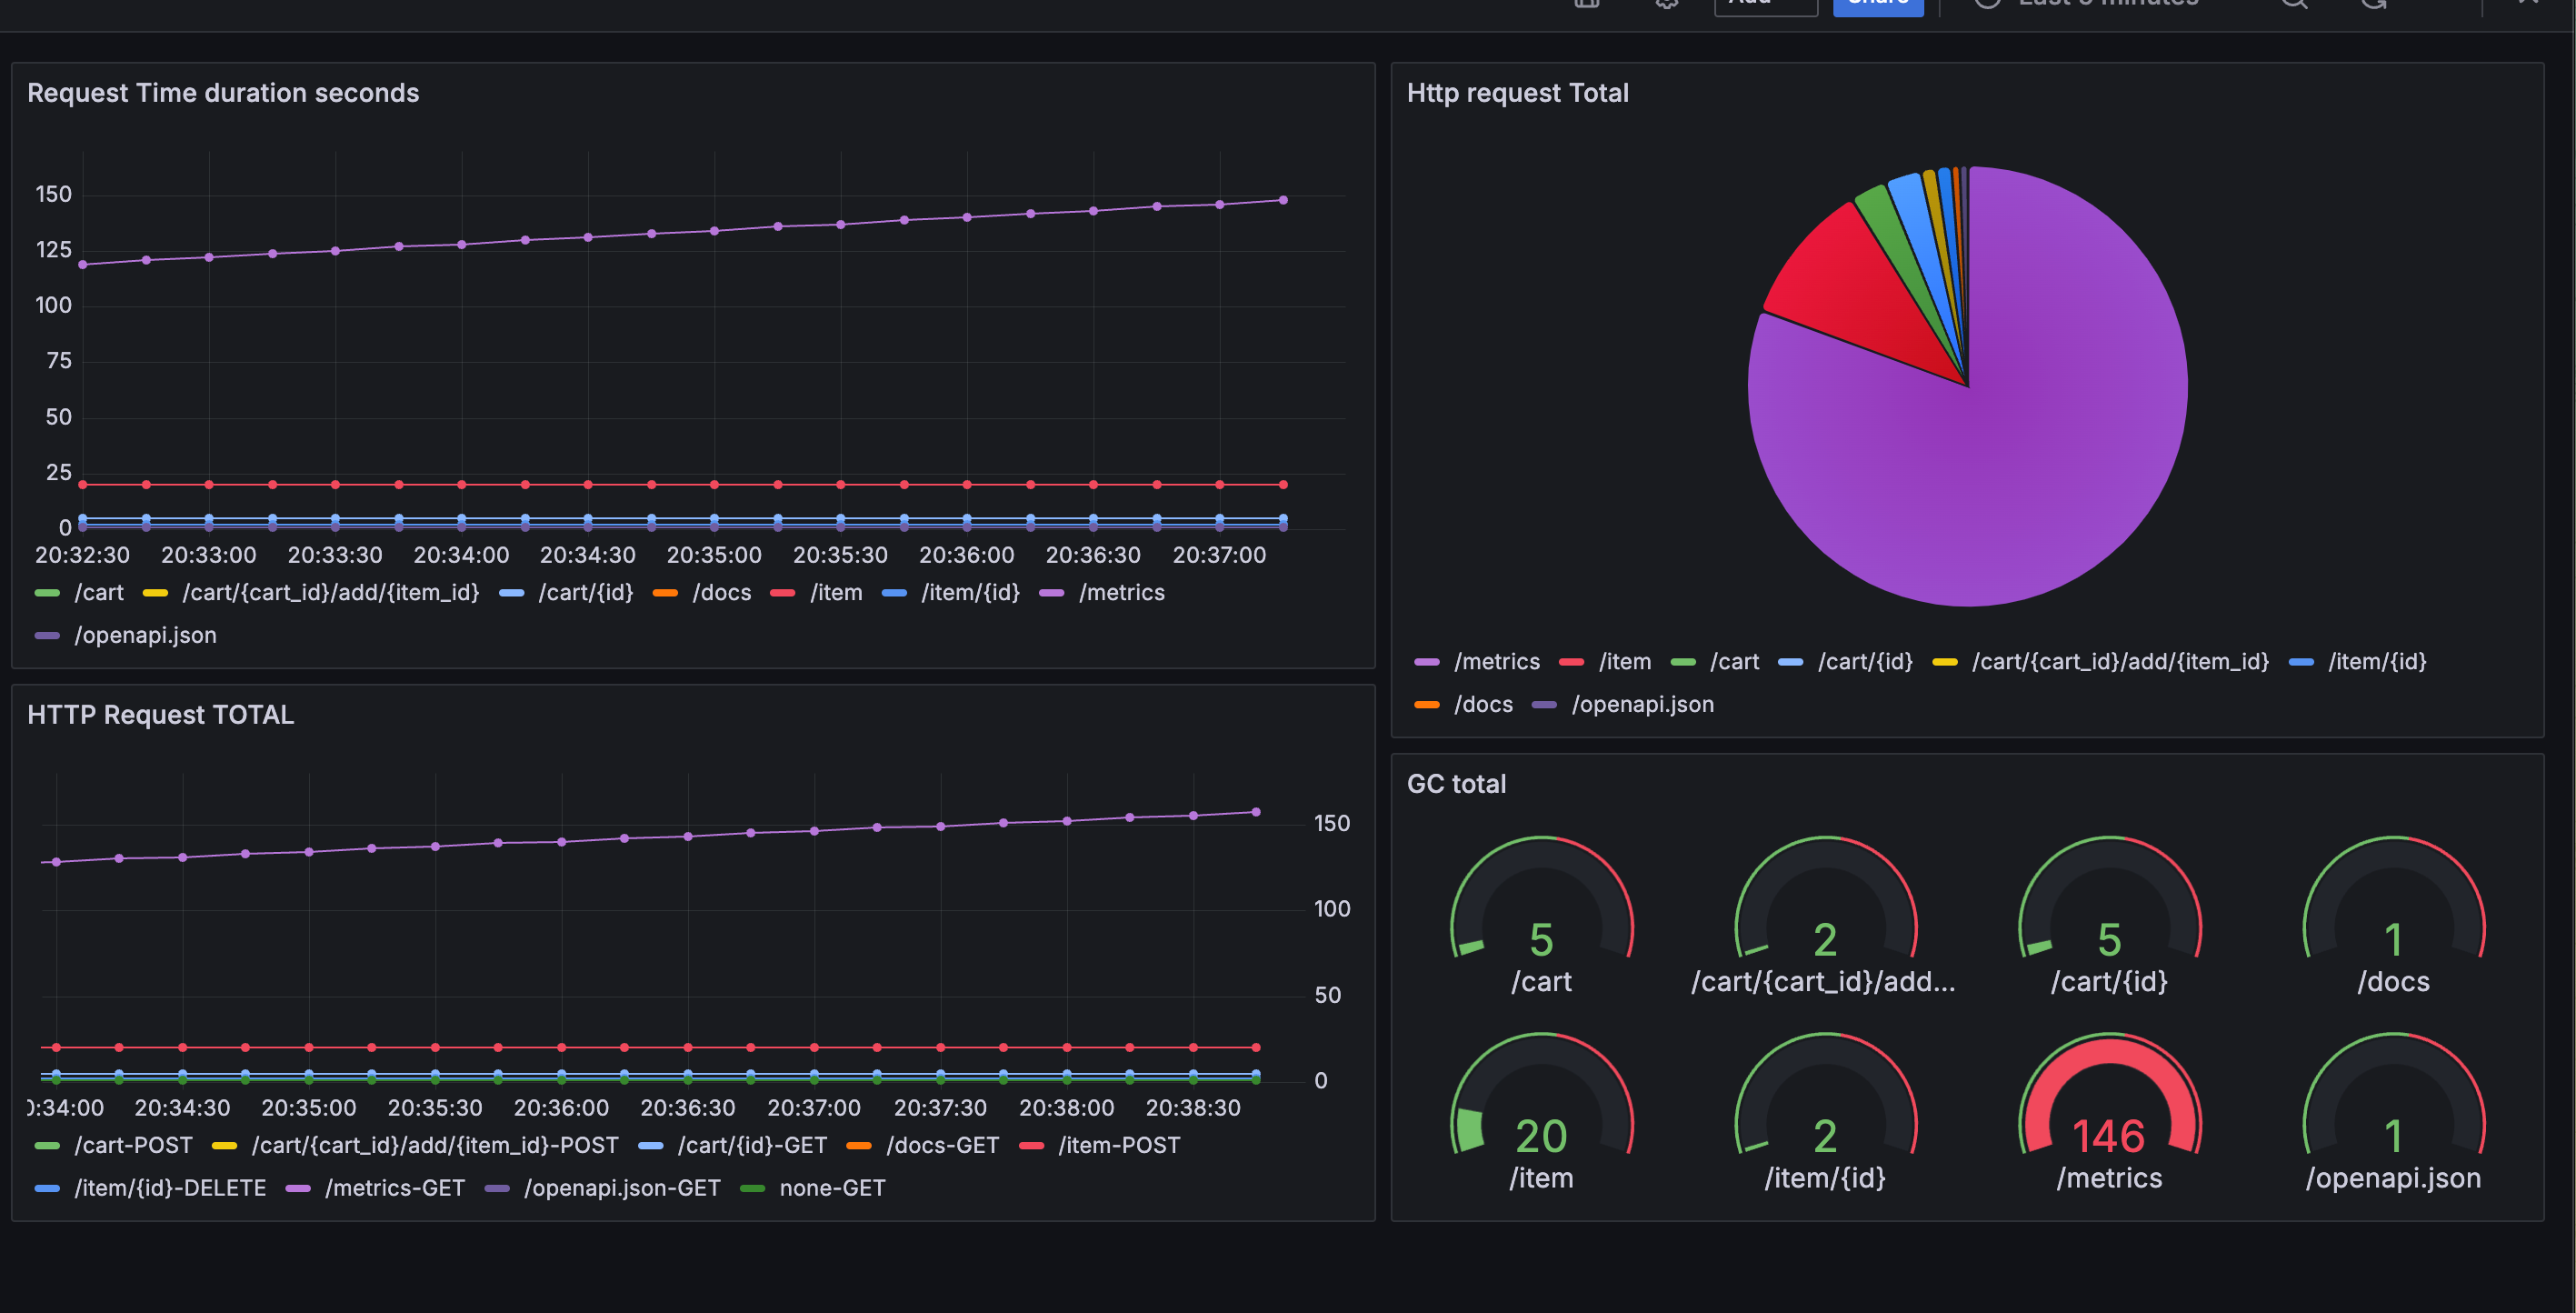 Add
Share
Last 5 minutes
Request Time duration seconds
150
125
100
75
50
25
0
20:32:30 20:33:00 20:33:30 20:34:00 20:34:30 20:35:00 20:35:30 20:36:00 20:36:30 20:37:00
/cart /cart/{cart_id}/add/{item_id} /cart/{id} /docs /item /item/{id} /metrics
/openapi.json
Http request Total
/metrics /item /cart /cart/{id} /cart/{cart_id}/add/{item_id} /item/{id}
/docs /openapi.json
HTTP Request TOTAL
150
100
50
0
:34:00 20:34:30 20:35:00 20:35:30 20:36:00 20:36:30 20:37:00 20:37:30 20:38:00 20:38:30
/cart-POST /cart/{cart_id}/add/{item_id}-POST /cart/{id}-GET /docs-GET /item-POST
/item/{id}-DELETE /metrics-GET /openapi.json-GET none-GET
GC total
5 2 5 1
/cart /cart/{cart_id}/add... /cart/{id} /docs
20 2 146 1
/item /item/{id} /metrics /openapi.json